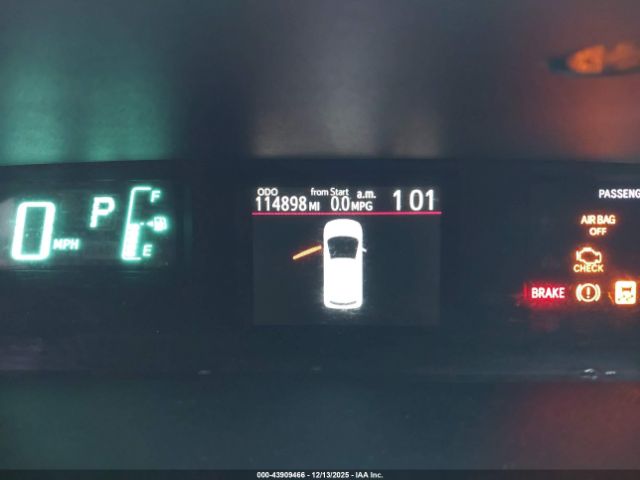 0 MPH
P
F
E
ODO from Start a.m.
114898 MI 0.0 MPG 1 01
PASSENG
AIR BAG
OFF
CHECK
BRAKE
000-43909466 - 12/13/2025 - IAA Inc.